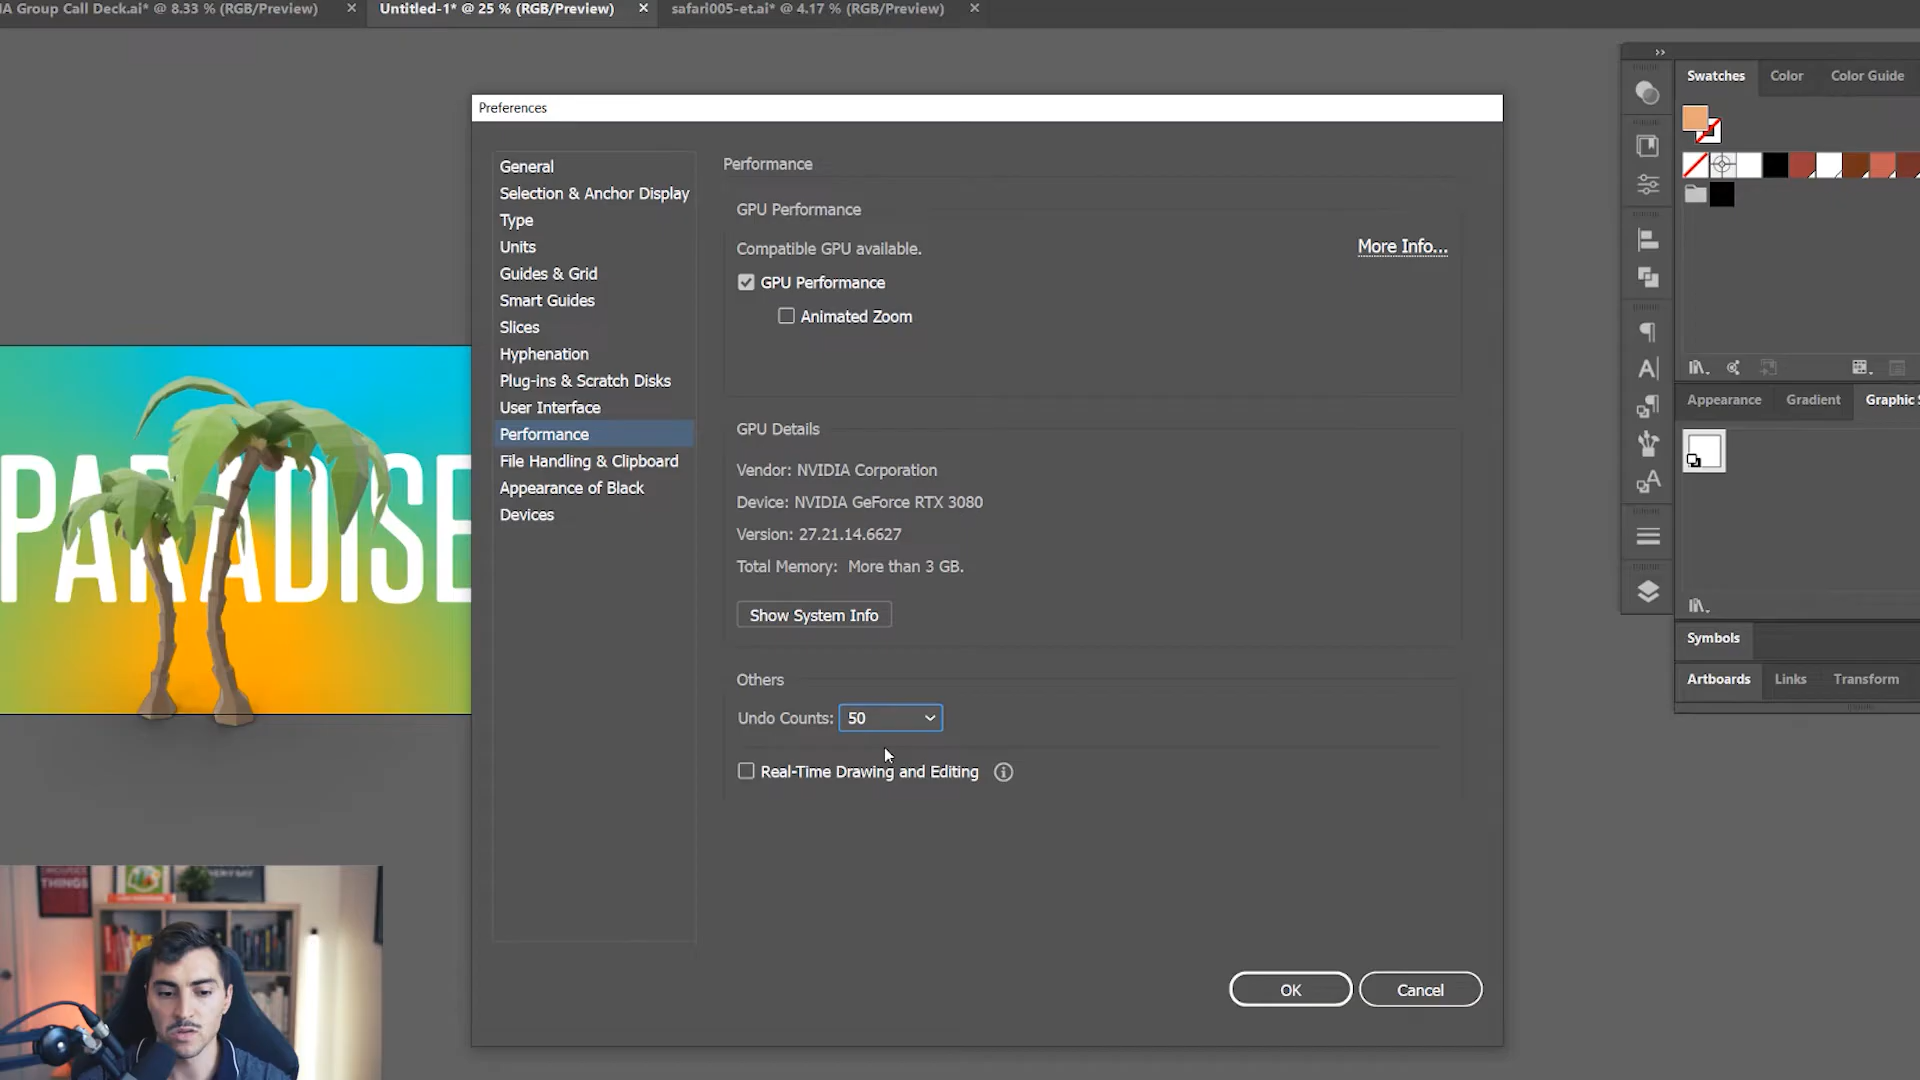 IA Group Call Deck.ai* @ 8.33 % (RGB/Preview) ×
Untitled-1* @ 25 % (RGB/Preview) ×
safari005-et.ai* @ 4.17 % (RGB/Preview) ×
Preferences
General
Selection & Anchor Display
Type
Units
Guides & Grid
Smart Guides
Slices
Hyphenation
Plug-ins & Scratch Disks
User Interface
Performance
File Handling & Clipboard
Appearance of Black
Devices
Performance
GPU Performance
Compatible GPU available.
More Info...
GPU Performance
Animated Zoom
GPU Details
Vendor: NVIDIA Corporation
Device: NVIDIA GeForce RTX 3080
Version: 27.21.14.6627
Total Memory: More than 3 GB.
Show System Info
Others
Undo Counts: 50
Real-Time Drawing and Editing
OK
Cancel
Swatches Color Color Guide
Appearance Gradient Graphic S
Symbols
Artboards Links Transform
PARADISE
THINGS